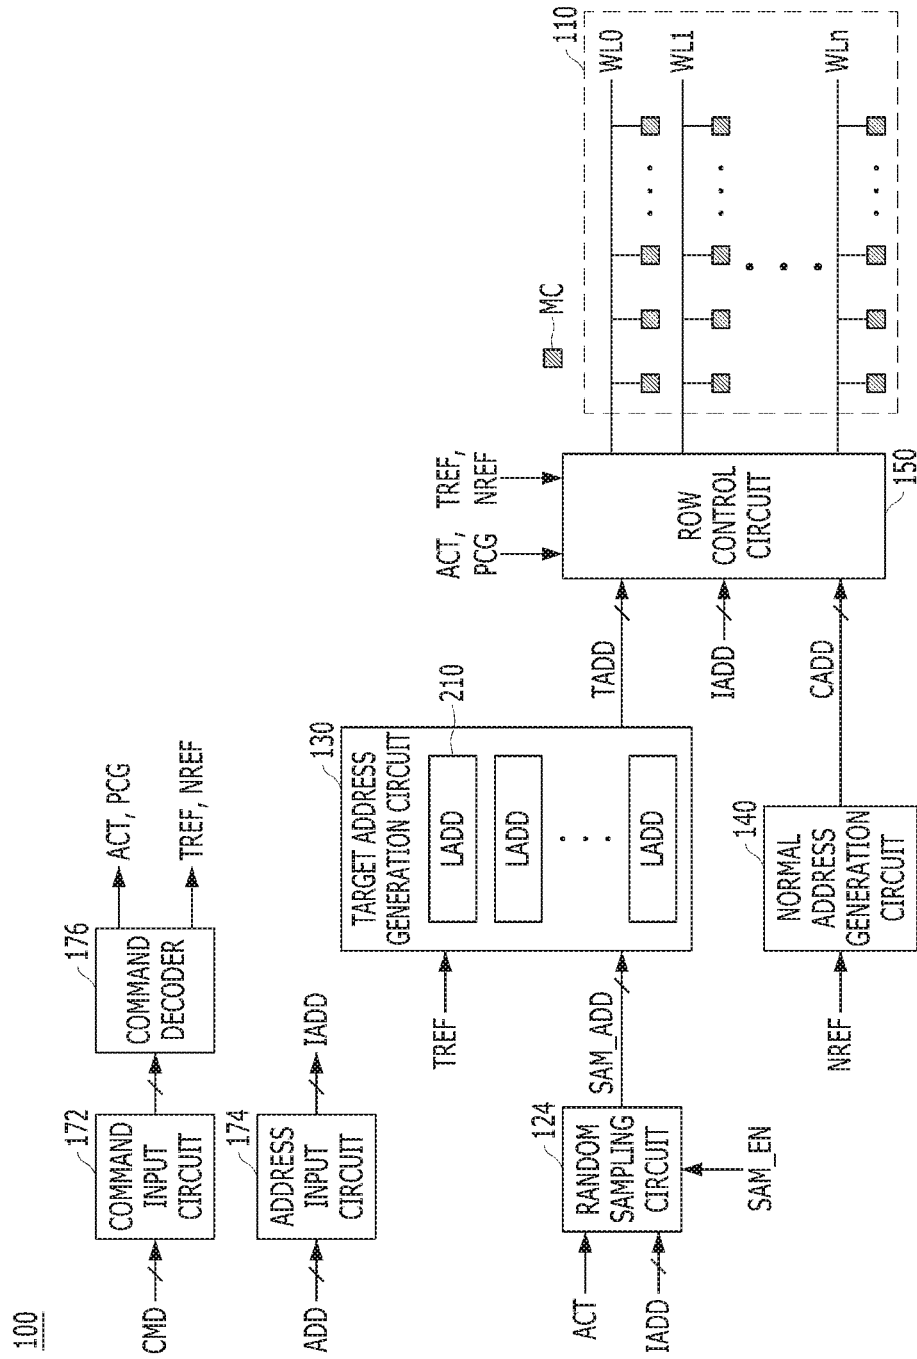 100
CMD
172
COMMAND
INPUT
CIRCUIT
176
COMMAND
DECODER
ACT, PCG
TREF, NREF
ADD
174
ADDRESS
INPUT
CIRCUIT
IADD
ACT
IADD
124
RANDOM
SAMPLING
CIRCUIT
SAM_EN
SAM_ADD
TREF
130
TARGET ADDRESS
GENERATION CIRCUIT
210
LADD
LADD
LADD
NREF
140
NORMAL
ADDRESS
GENERATION
CIRCUIT
TADD
IADD
CADD
ACT,
PCG
TREF,
NREF
ROW
CONTROL
CIRCUIT
150
MC
110
WL0
WL1
WLn